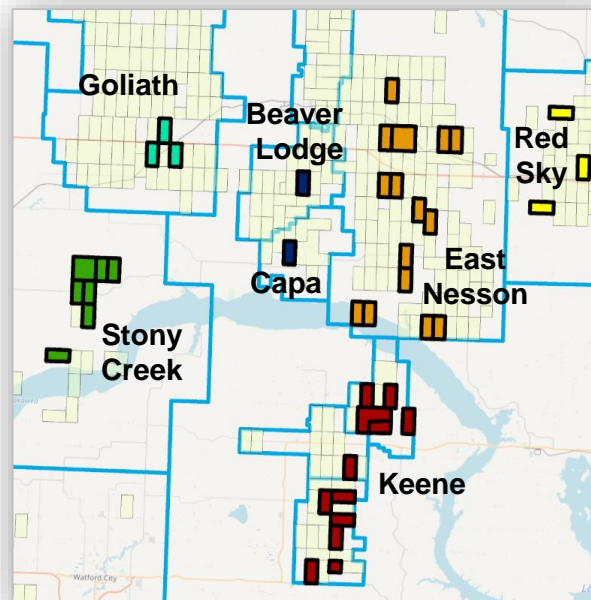 Goliath
Beaver
Lodge
Red
Sky
Capa
East
Nesson
Stony
Creek
Keene
Watford City